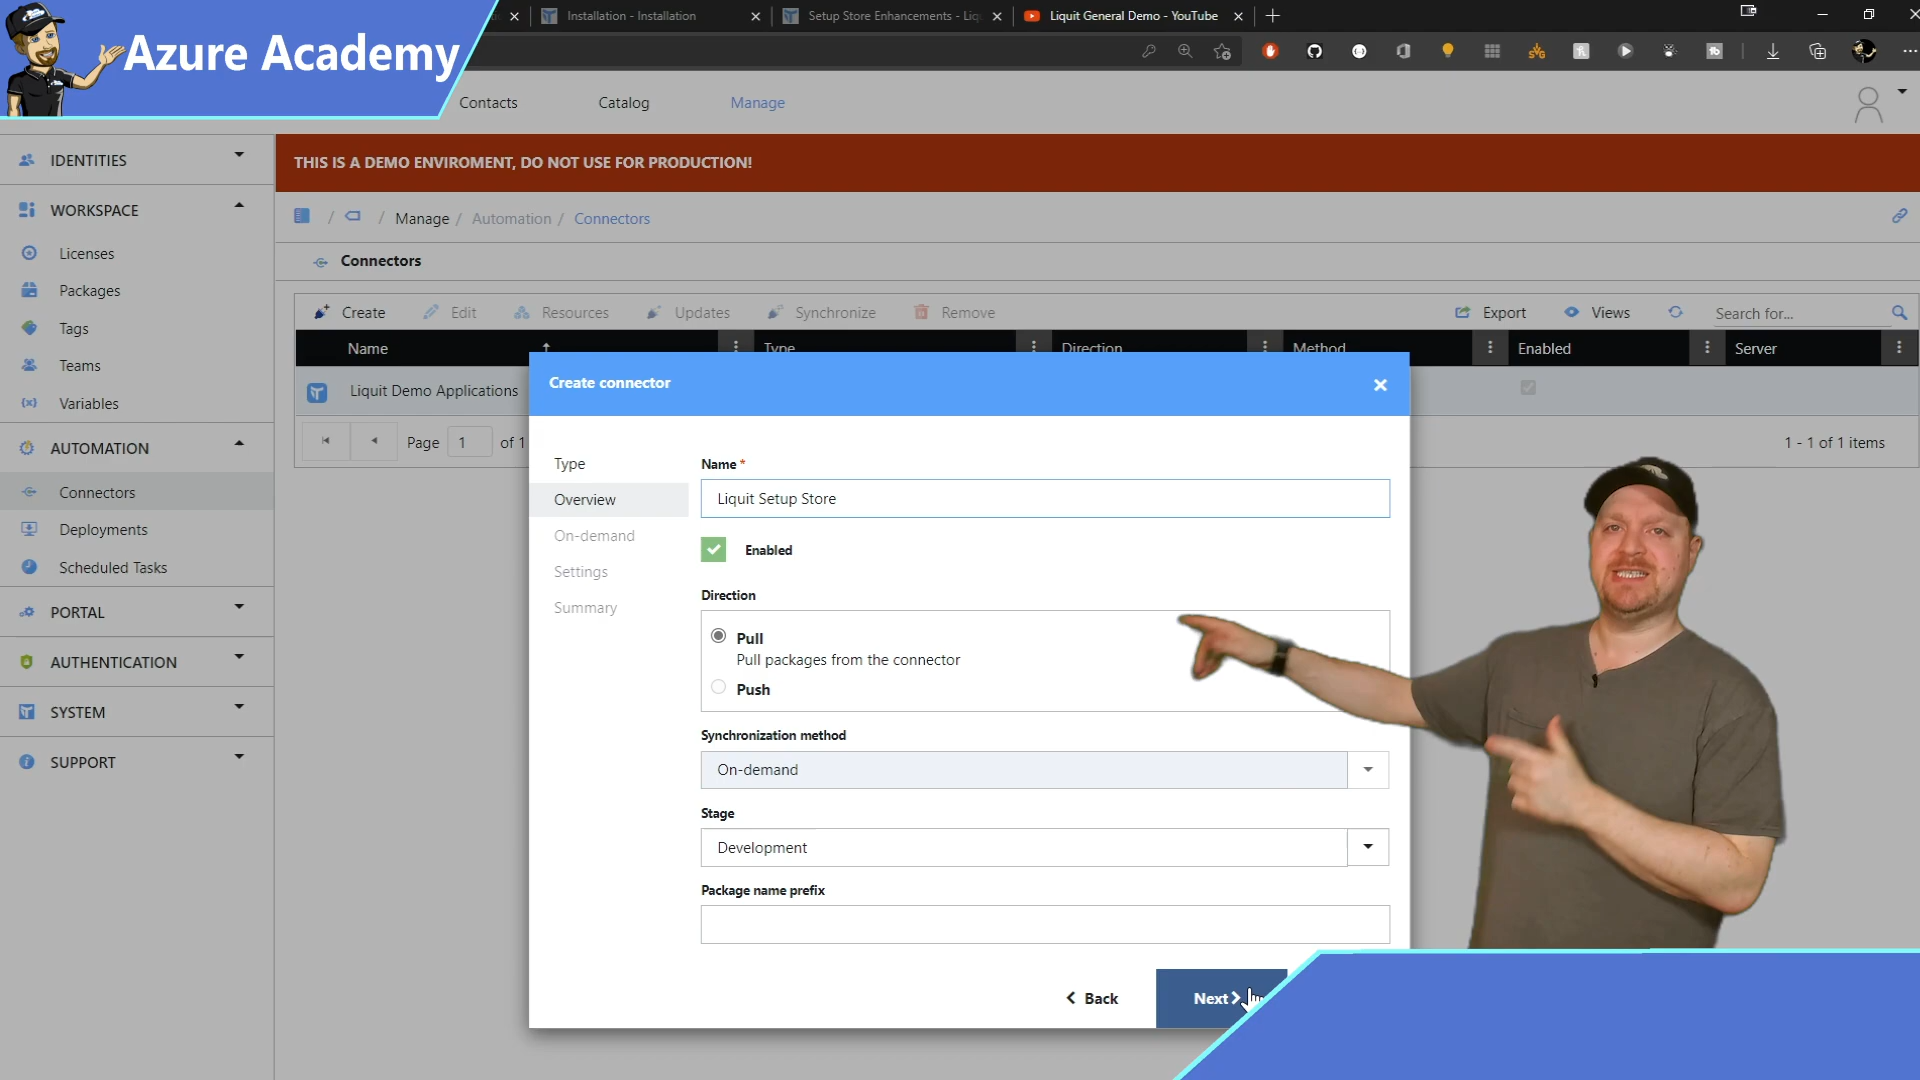 Azure Academy
Installation - Installation
Setup Store Enhancements - Liq
Liquit General Demo - YouTube
Contacts
Catalog
Manage
IDENTITIES
WORKSPACE
Licenses
Packages
Tags
Teams
Variables
AUTOMATION
Connectors
Deployments
Scheduled Tasks
PORTAL
AUTHENTICATION
SYSTEM
SUPPORT
THIS IS A DEMO ENVIROMENT, DO NOT USE FOR PRODUCTION!
/ / Manage / Automation / Connectors
Connectors
Create Edit Resources Updates Synchronize Remove Export Views Search for...
Name Type Direction Method Enabled Server
Liquit Demo Applications
Page 1 of 1
1 - 1 of 1 items
Create connector
Type
Overview
On-demand
Settings
Summary
Name *
Liquit Setup Store
Enabled
Direction
Pull
Pull packages from the connector
Push
Synchronization method
On-demand
Stage
Development
Package name prefix
Back
Next